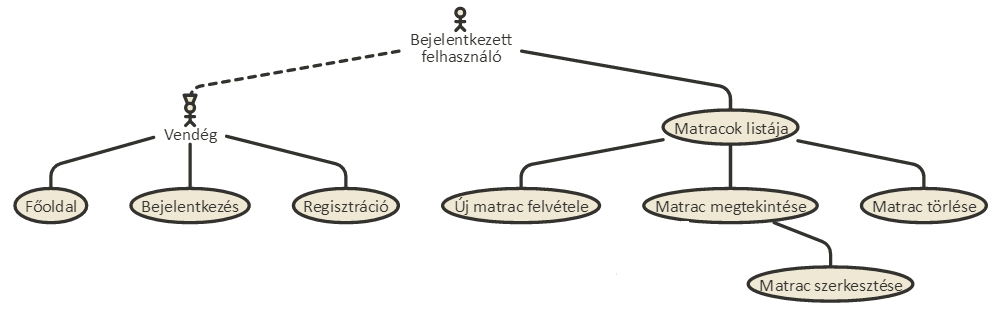 Bejelentkezett
felhasználó
Vendég
Matracok listája
Főoldal
Bejelentkezés
Regisztráció
Új matrac felvétele
Matrac megtekintése
Matrac törlése
Matrac szerkesztése